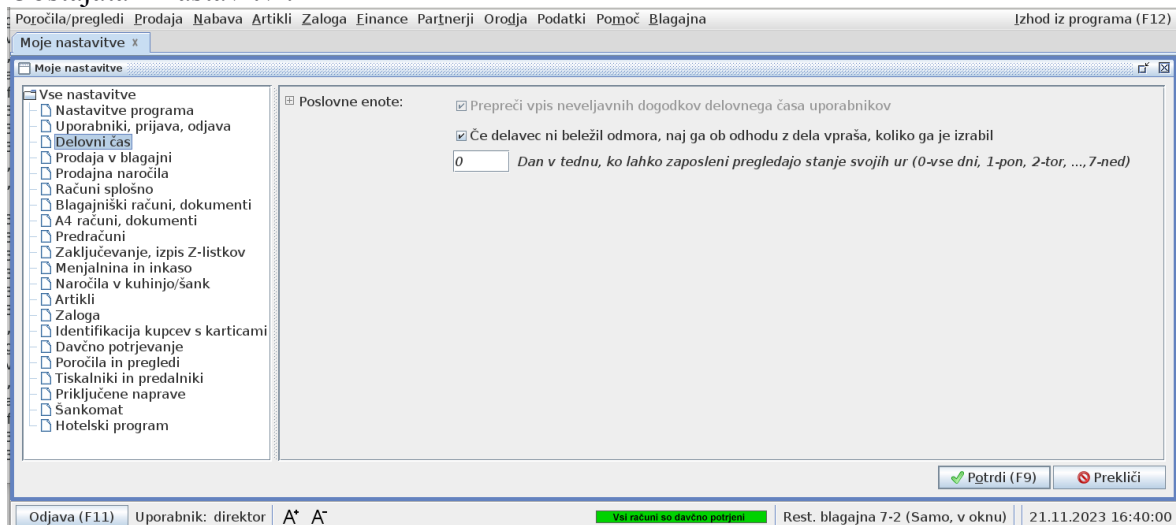 Poročila/pregledi Prodaja Nabava Artikli Zaloga Finance Partnerji Orodja Podatki Pomoč Blagajna Izhod iz programa (F12)
Moje nastavitve x
Moje nastavitve
Vse nastavitve
Nastavitve programa
Uporabniki, prijava, odjava
Delovni čas
Prodaja v blagajni
Prodajna naročila
Računi splošno
Blagajniški računi, dokumenti
A4 računi, dokumenti
Predračuni
Zaključevanje, izpis Z-listkov
Menjalnina in inkaso
Naročila v kuhinjo/šank
Artikli
Zaloga
Identifikacija kupcev s karticami
Davčno potrjevanje
Poročila in pregledi
Tiskalniki in predalniki
Priključene naprave
Šankomat
Hotelski program
Poslovne enote:
Prepreči vpis neveljavnih dogodkov delovnega časa uporabnikov
Če delavec ni beležil odmora, naj ga ob odhodu z dela vpraša, koliko ga je izrabil
0 Dan v tednu, ko lahko zaposleni pregledajo stanje svojih ur (0-vse dni, 1-pon, 2-tor, ...,7-ned)
Potrdi (F9) Prekliči
Odjava (F11) Uporabnik: direktor A+ A- Vsi računi so davčno potrjeni Rest. blagajna 7-2 (Samo, v oknu) 21.11.2023 16:40:00